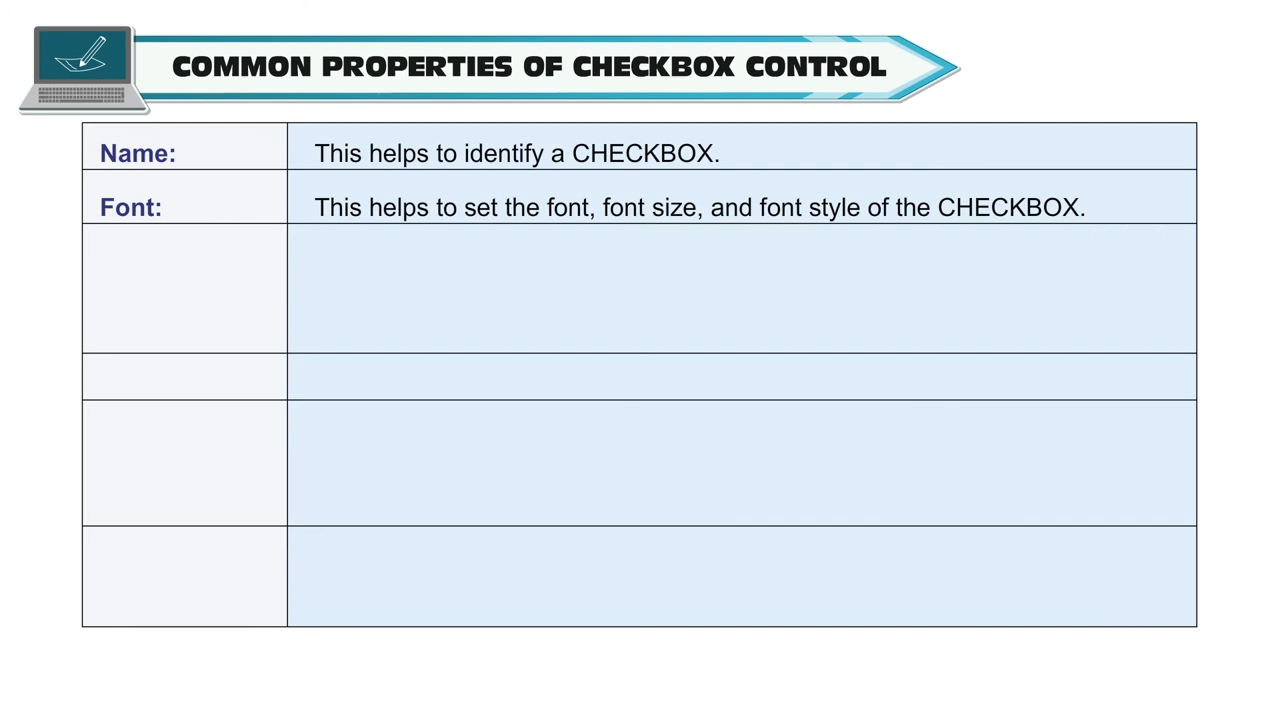 COMMON PROPERTIES OF CHECKBOX CONTROL
Name: This helps to identify a CHECKBOX.
Font: This helps to set the font, font size, and font style of the CHECKBOX.